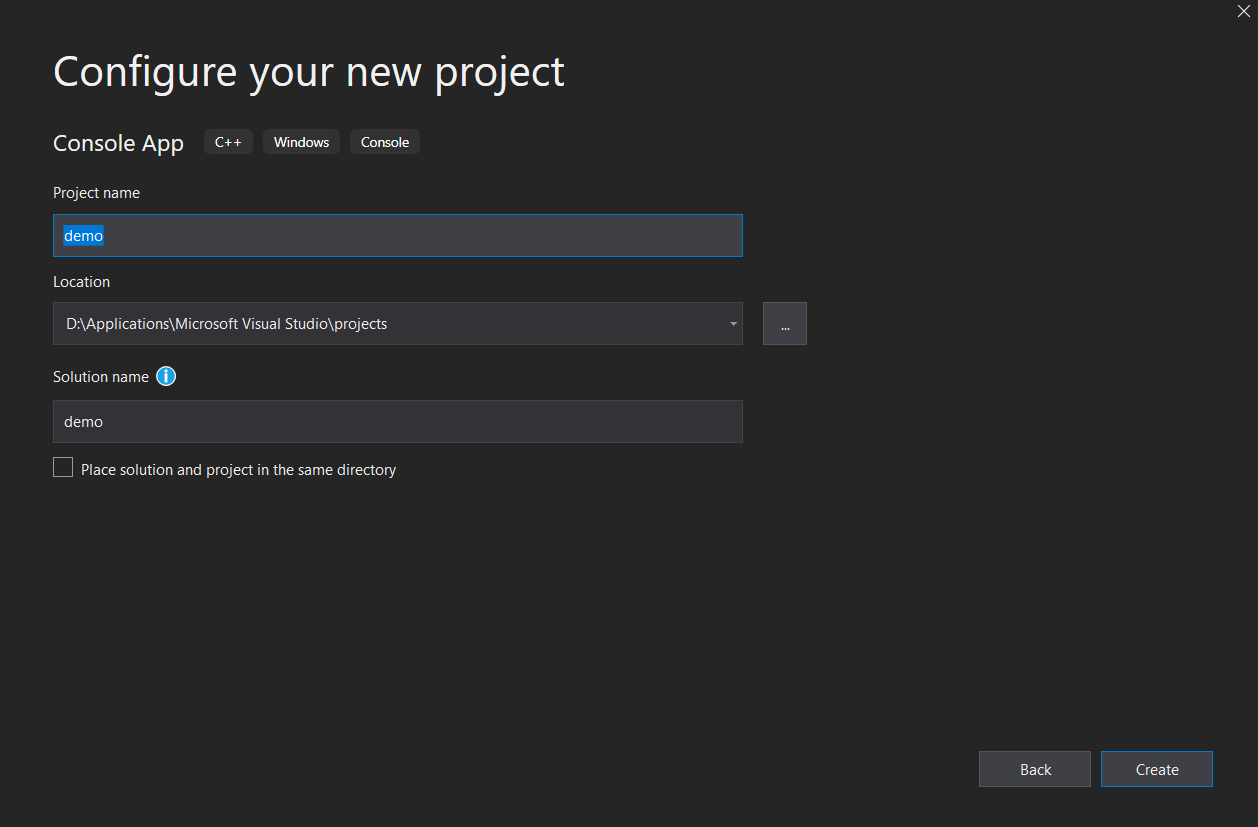 Configure your new project
Console App C++ Windows Console
Project name
demo
Location
D:\Applications\Microsoft Visual Studio\projects
...
Solution name
demo
Place solution and project in the same directory
Back Create